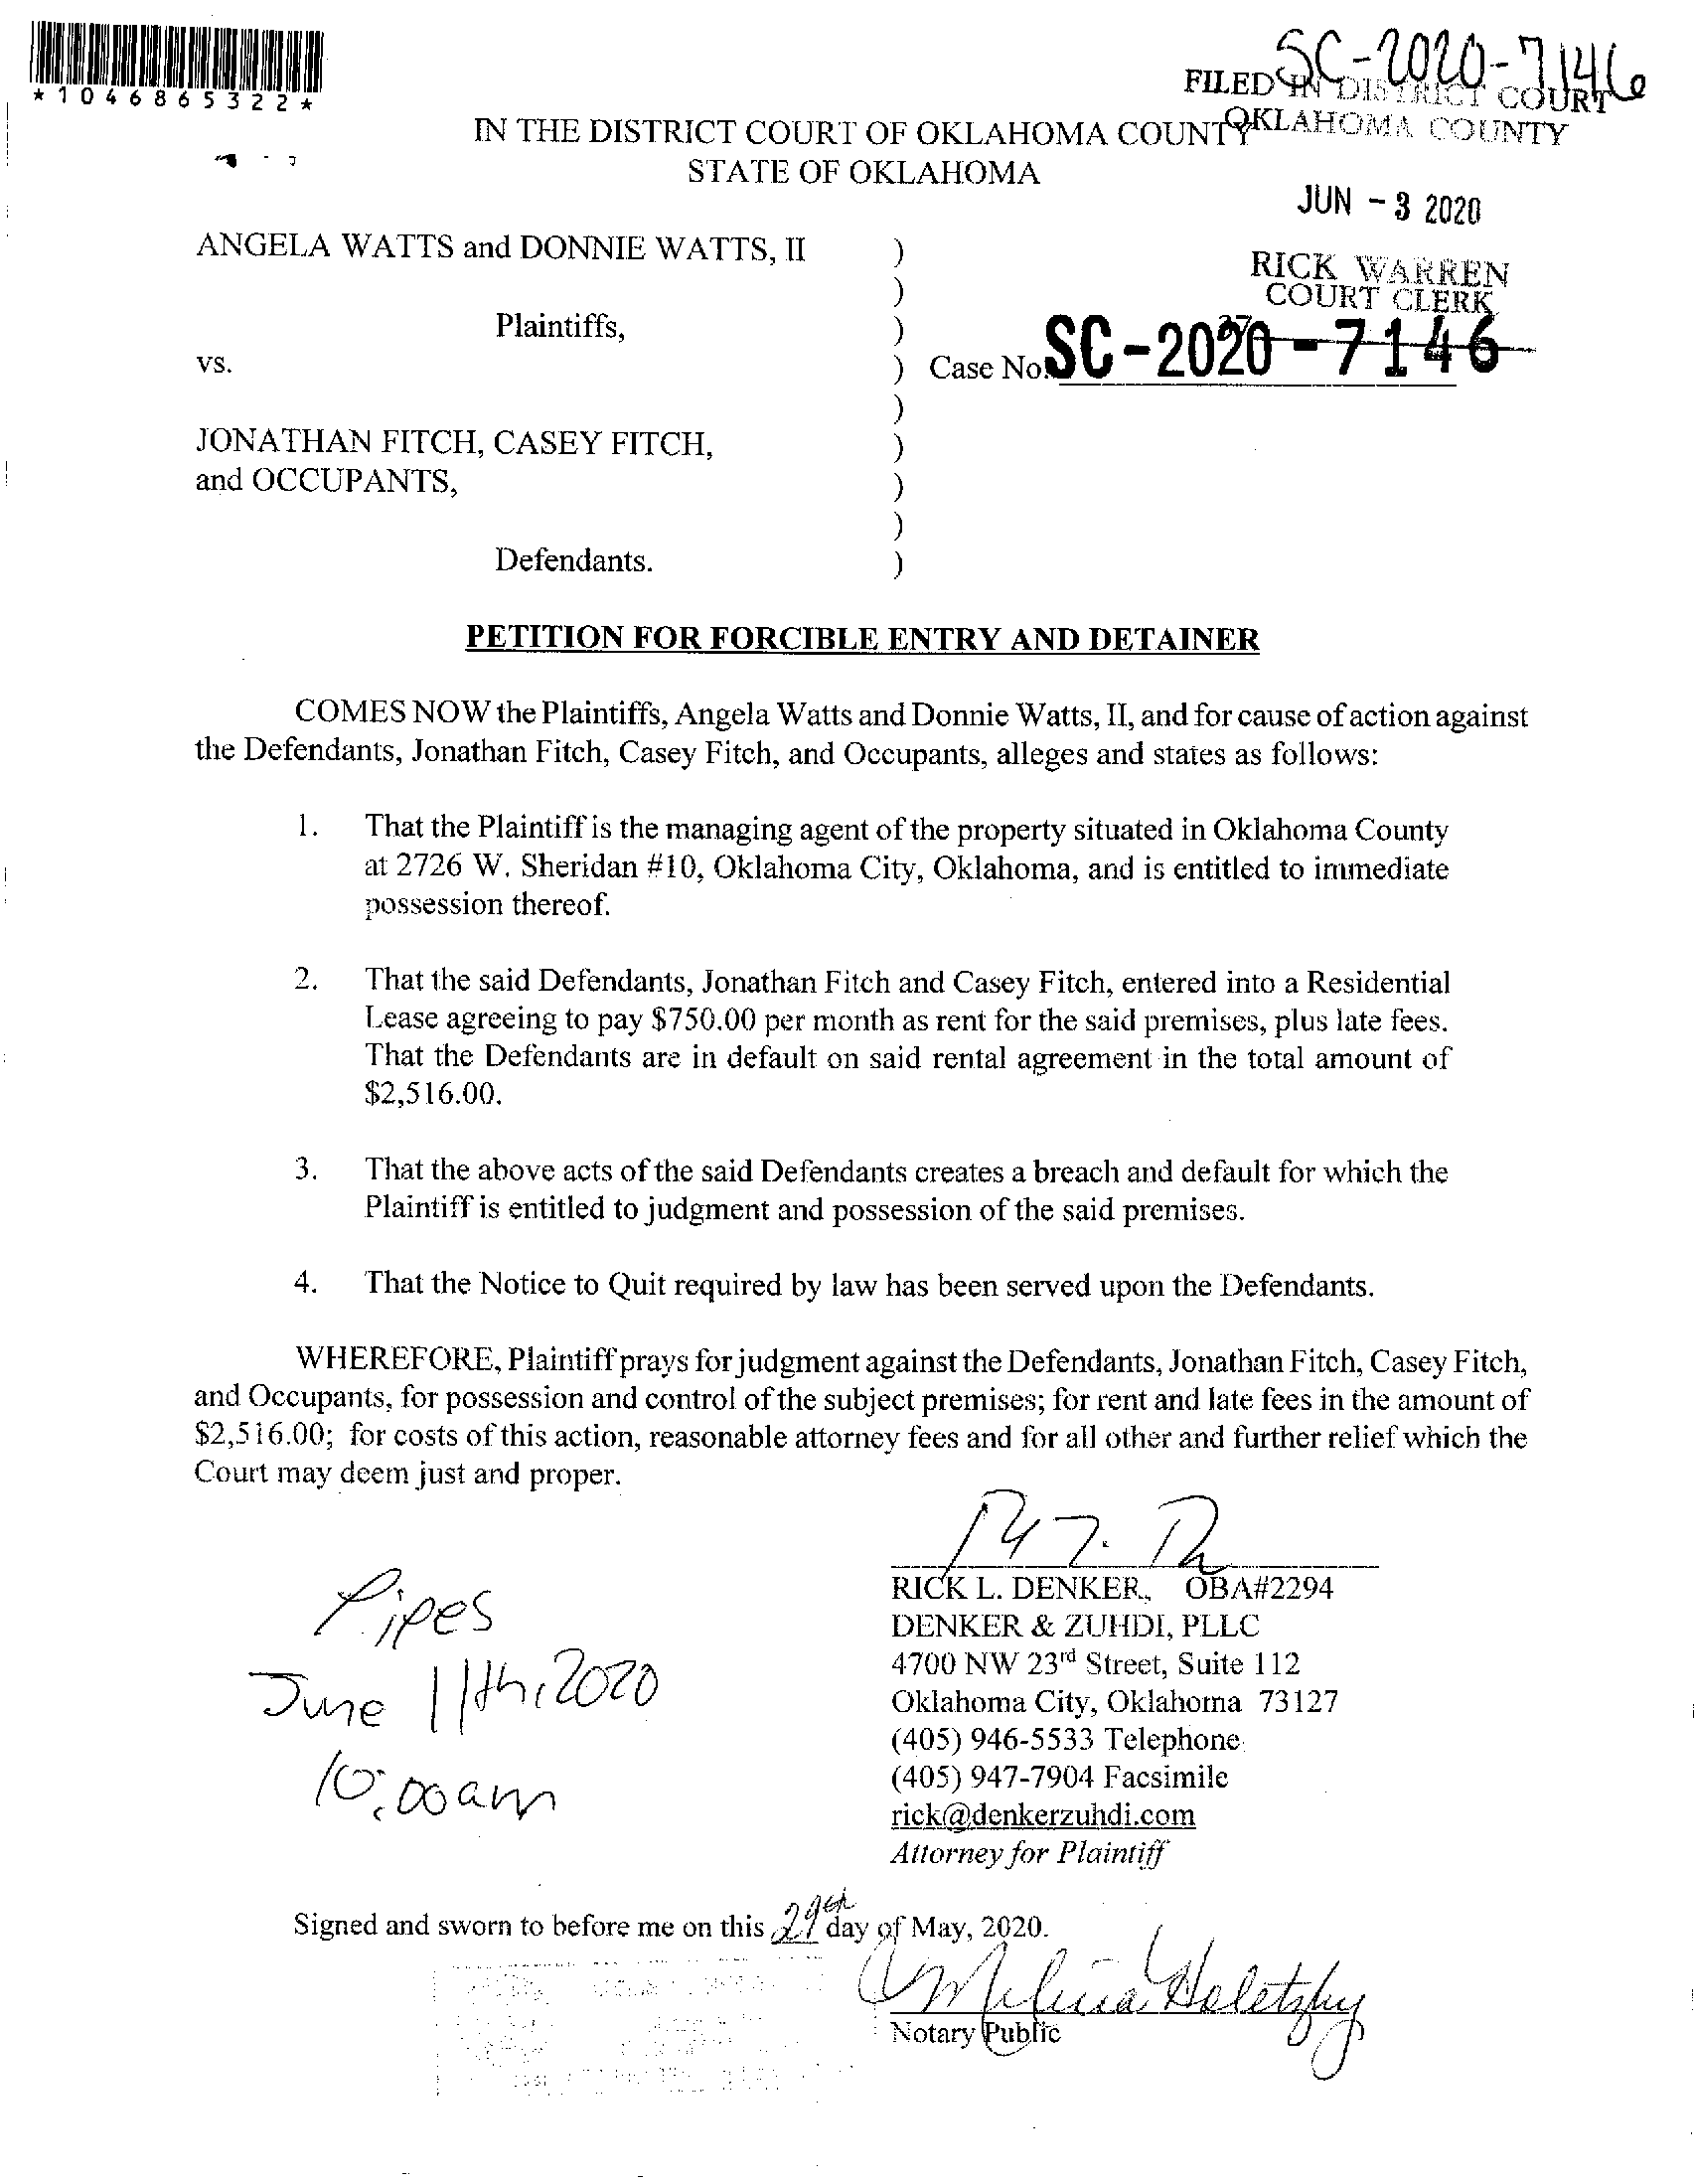 SC-2020-7146
*1046865322*
FILED IN DISTRICT COURT
OKLAHOMA COUNTY
IN THE DISTRICT COURT OF OKLAHOMA COUNTY
STATE OF OKLAHOMA
JUN - 3 2020
RICK WARREN
COURT CLERK
ANGELA WATTS and DONNIE WATTS, II )
)
Plaintiffs, )
vs. ) Case No. SC-2020-7146
)
JONATHAN FITCH, CASEY FITCH, )
and OCCUPANTS, )
)
Defendants. )
PETITION FOR FORCIBLE ENTRY AND DETAINER
COMES NOW the Plaintiffs, Angela Watts and Donnie Watts, II, and for cause of action against
the Defendants, Jonathan Fitch, Casey Fitch, and Occupants, alleges and states as follows:
1. That the Plaintiff is the managing agent of the property situated in Oklahoma County
at 2726 W. Sheridan #10, Oklahoma City, Oklahoma, and is entitled to immediate
possession thereof.
2. That the said Defendants, Jonathan Fitch and Casey Fitch, entered into a Residential
Lease agreeing to pay $750.00 per month as rent for the said premises, plus late fees.
That the Defendants are in default on said rental agreement in the total amount of
$2,516.00.
3. That the above acts of the said Defendants creates a breach and default for which the
Plaintiff is entitled to judgment and possession of the said premises.
4. That the Notice to Quit required by law has been served upon the Defendants.
WHEREFORE, Plaintiff prays for judgment against the Defendants, Jonathan Fitch, Casey Fitch,
and Occupants, for possession and control of the subject premises; for rent and late fees in the amount of
$2,516.00; for costs of this action, reasonable attorney fees and for all other and further relief which the
Court may deem just and proper.
RICK L. DENKER, OBA#2294
DENKER & ZUHDI, PLLC
4700 NW 23rd Street, Suite 112
Oklahoma City, Oklahoma 73127
(405) 946-5533 Telephone
(405) 947-7904 Facsimile
rick@denkerzuhdi.com
Attorney for Plaintiff
Pipes
June 11th, 2020
10:00am
Signed and sworn to before me on this 29th day of May, 2020.
Notary Public